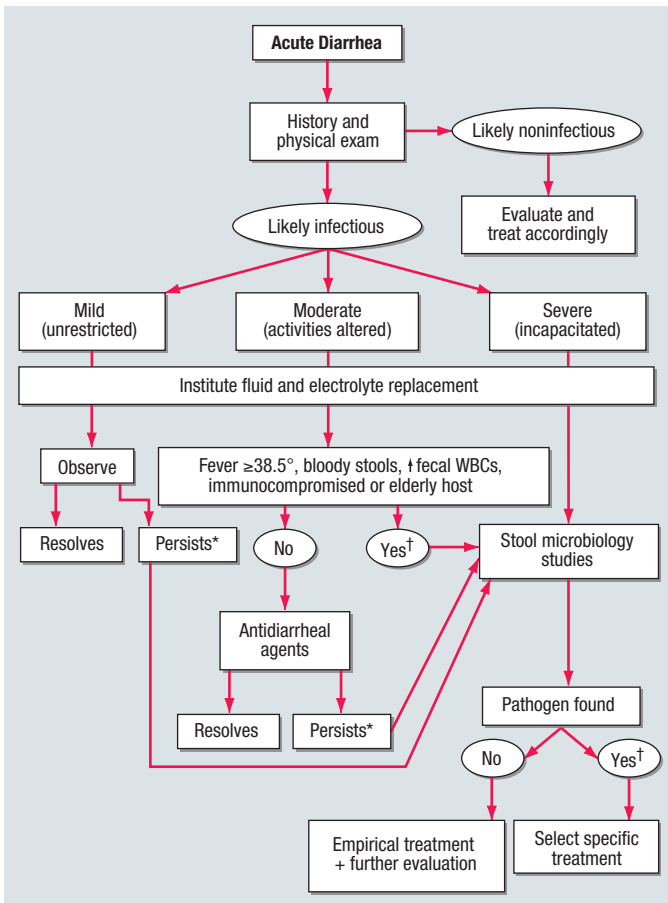 Acute Diarrhea
History and
physical exam
Likely noninfectious
Evaluate and
treat accordingly
Likely infectious
Mild
(unrestricted)
Moderate
(activities altered)
Severe
(incapacitated)
Institute fluid and electrolyte replacement
Observe
Fever ≥38.5°, bloody stools, ↑fecal WBCs,
immunocompromised or elderly host
Resolves
Persists*
No
Yes†
Stool microbiology
studies
Antidiarrheal
agents
Resolves
Persists*
Pathogen found
No
Yes†
Empirical treatment
+ further evaluation
Select specific
treatment